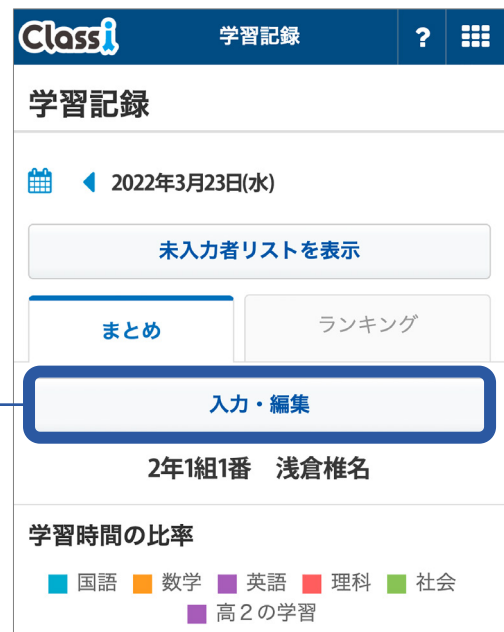 Classi 学習記録 ?
学習記録
2022年3月23日(水)
未入力者リストを表示
まとめ ランキング
入力・編集
2年1組1番 浅倉椎名
学習時間の比率
国語 数学 英語 理科 社会
高2の学習